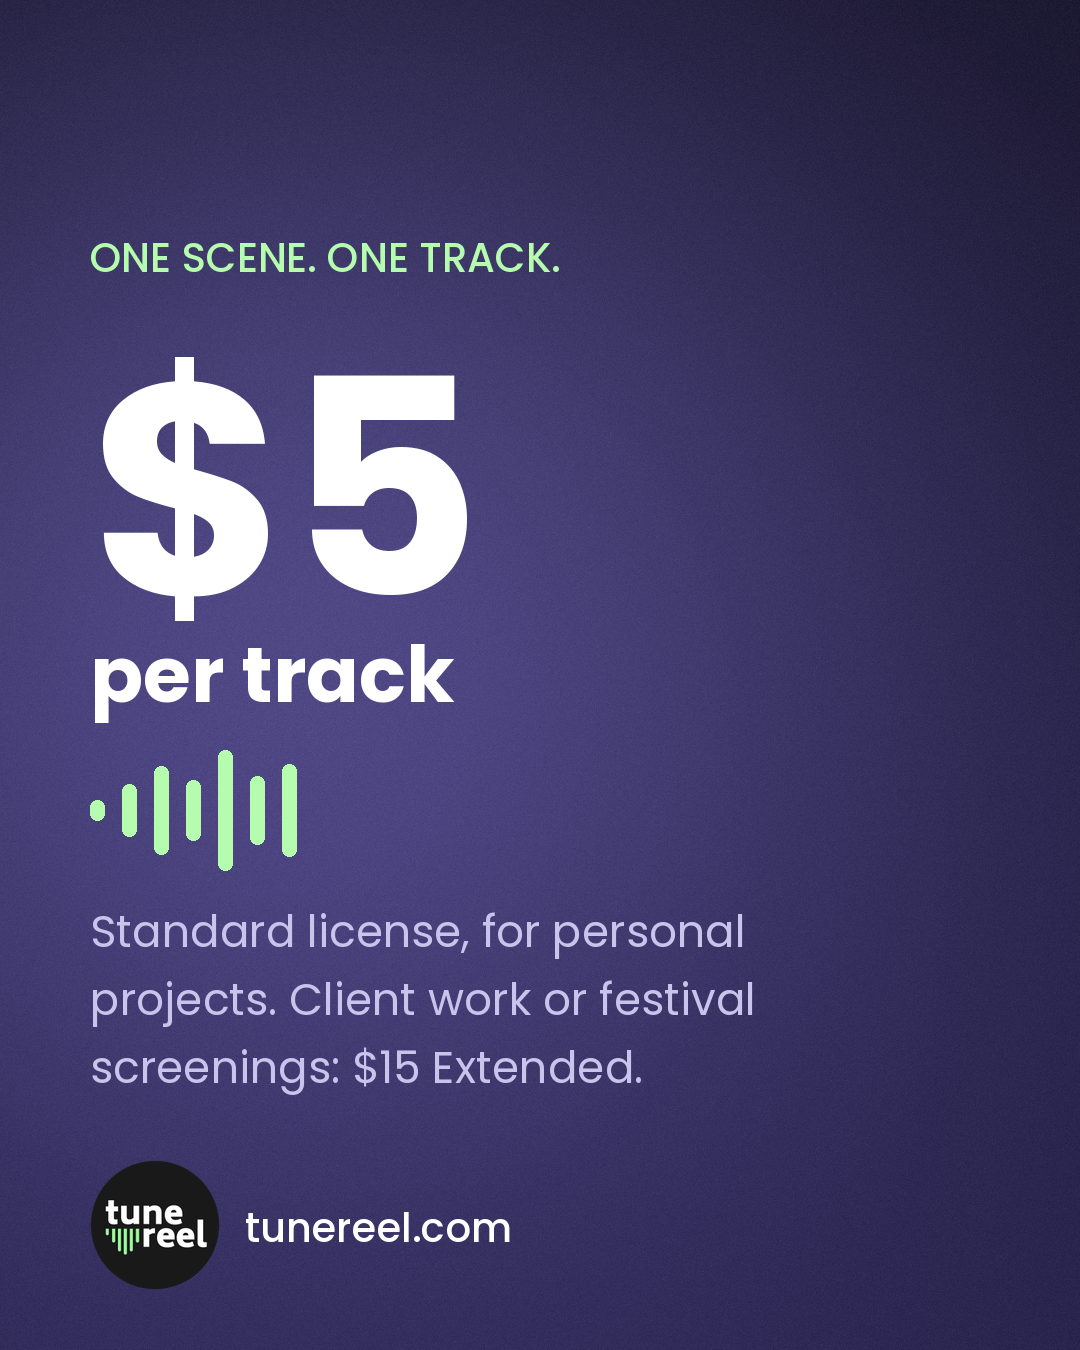 ONE SCENE. ONE TRACK.
$5
per track
Standard license, for personal
projects. Client work or festival
screenings: $15 Extended.
tune
reel
tunereel.com